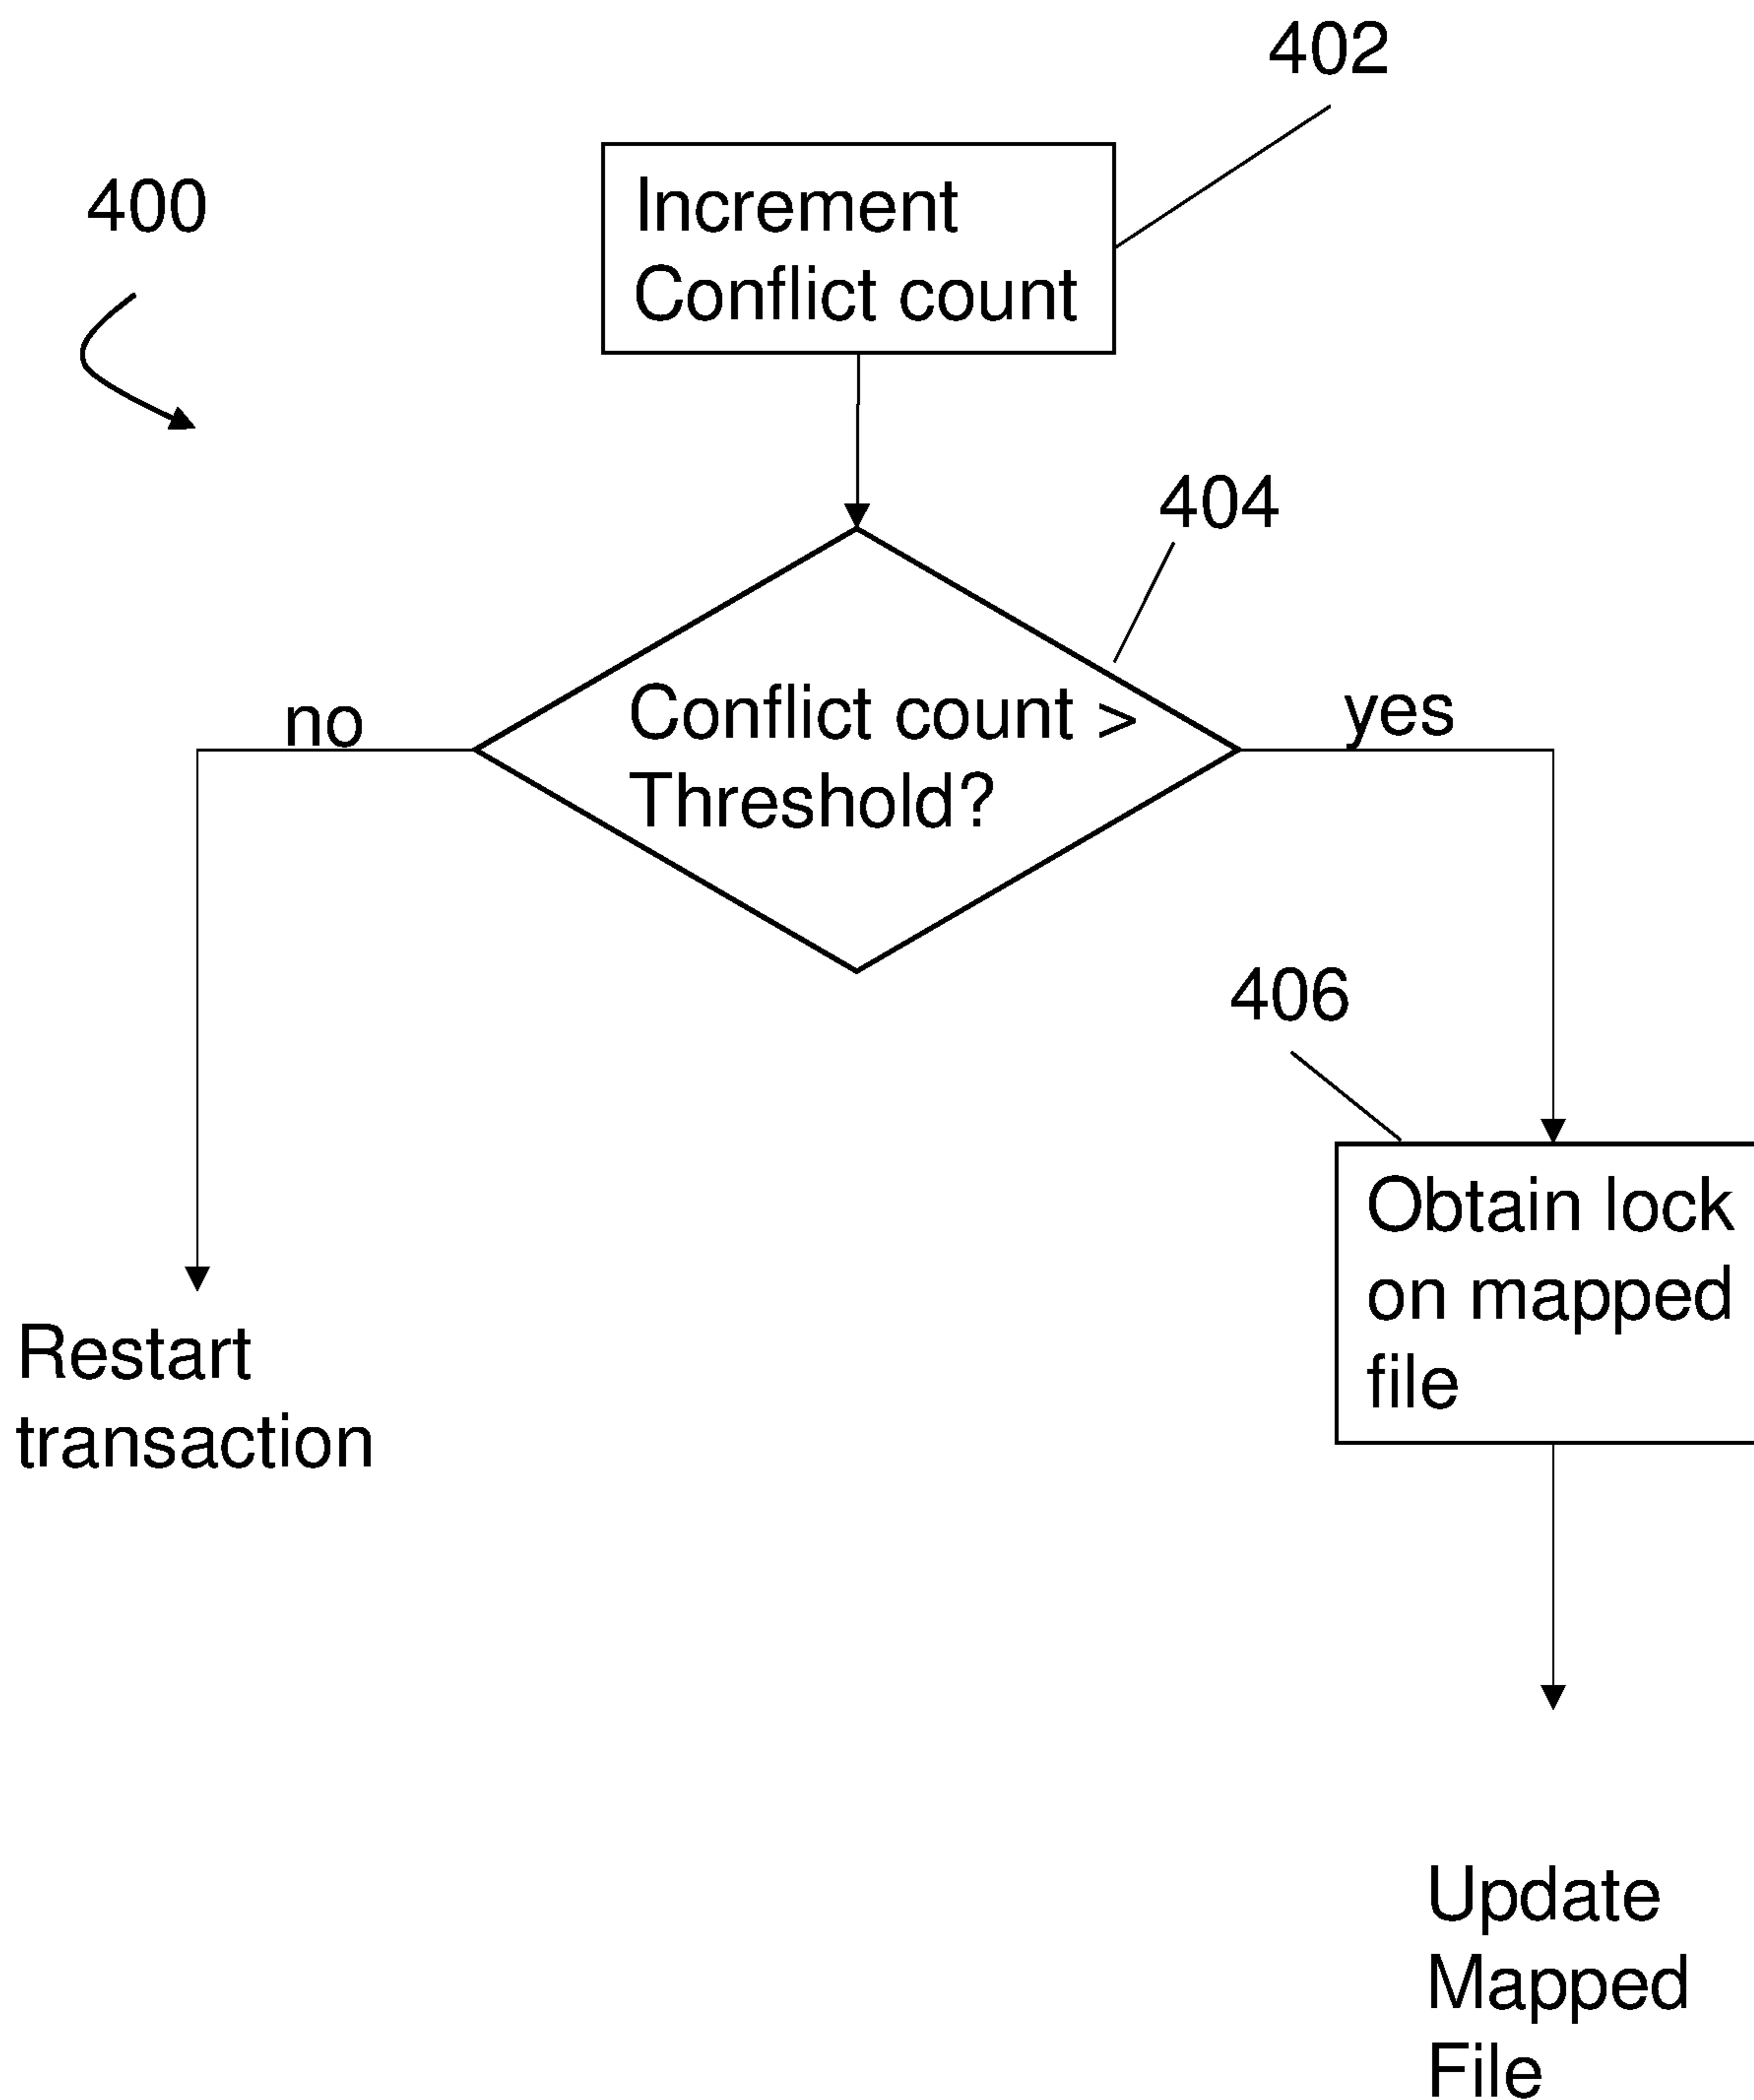 402
400
Increment
Conflict count
404
no
Conflict count >
Threshold?
yes
406
Obtain lock
on mapped
file
Restart
transaction
Update
Mapped
File